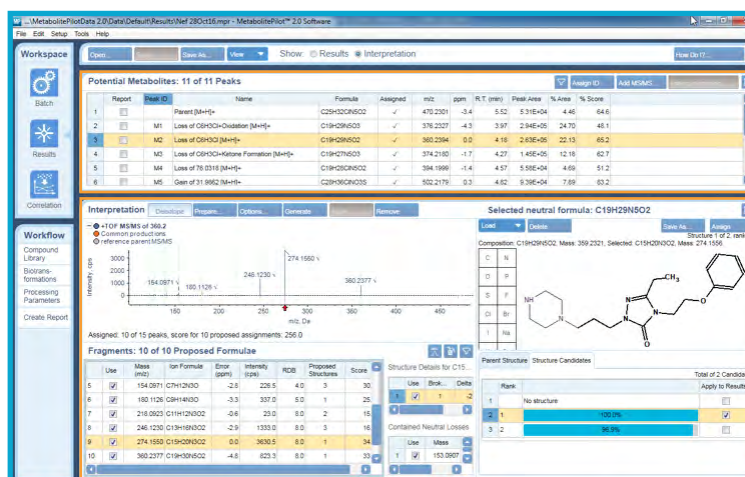 ...\MetabolitePilotData 2.0\Data\Default\Results\Nef 28Oct16.mpr - MetabolitePilot™ 2.0 Software
File Edit Setup Tools Help
Workspace
Batch
Results
Correlation
Workflow
Compound Library
Biotrans-formations
Processing Parameters
Create Report
Open... Save As... View Show: Results Interpretation How Do I?...
Potential Metabolites: 11 of 11 Peaks Assign ID... Add MS/MS...
Report Peak ID Name Formula Assigned m/z ppm R.T. (min) Peak Area % Area % Score
1 Parent [M+H]+ C25H32ClN5O2 ✓ 470.2301 -3.4 5.52 5.31E+04 4.46 64.6
2 M1 Loss of C6H3Cl+Oxidation [M+H]+ C19H29N5O3 ✓ 376.2327 -4.3 3.97 2.94E+05 24.70 48.1
3 M2 Loss of C6H3Cl [M+H]+ C19H29N5O2 ✓ 360.2394 0.0 4.18 2.63E+05 22.13 65.2
4 M3 Loss of C6H3Cl+Ketone Formation [M+H]+ C19H27N5O3 ✓ 374.2180 -1.7 4.27 1.45E+05 12.18 62.7
5 M4 Loss of 76.0318 [M+H]+ C19H28ClN5O2 ✓ 394.1999 -1.4 4.57 5.58E+04 4.69 51.2
6 M5 Gain of 31.9862 [M+H]+ ✓ 502.2179 0.3 4.82 9.39E+04 7.89 83.2
Interpretation Prepare... Options... Generate Remove
+TOF MS/MS of 360.2
Common productions
reference parent MS/MS
Intensity, cps
3000
2000
1000
0
154.0971 180.1126 246.1230 274.1550 360.2377
150 200 250 300 350 400 450
m/z, Da
Assigned: 10 of 15 peaks, score for 10 proposed assignments: 256.0
Selected neutral formula: C19H29N5O2
Load Delete Save As... Assign
Structure 1 of 2. rank
Composition: C19H29N5O2, Mass: 359.2321, Selected: C15H20N3O2, Mass: 274.1556
C N
O P
S F
Cl Br
I Na
CH₃ O N N NH N N O
Fragments: 10 of 10 Proposed Formulae
Use Mass (m/z) Ion Formula Error (ppm) Intensity (cps) RDB Proposed Structures Score
5 154.0971 C7H12N3O -2.8 226.5 4.0 3 30
6 180.1126 C9H14N3O -3.3 337.0 5.0 1 25
7 218.0923 C11H12N3O2 -0.6 23.0 8.0 2 15
8 246.1230 C13H16N3O2 -2.9 1333.0 8.0 3 16
9 274.1550 C15H20N3O2 0.0 3630.5 8.0 1 34
10 360.2377 C19H30N5O2 -4.8 823.3 8.0 1 33
Structure Details for C15...
Use Brok... Delta
1 1 -2
Contained Neutral Losses
Use Mass
1 153.0907
Parent Structure Structure Candidates
Total of 2 Candida
Rank Apply to Results
1 No structure
2 1 100.0%
3 2 96.9%